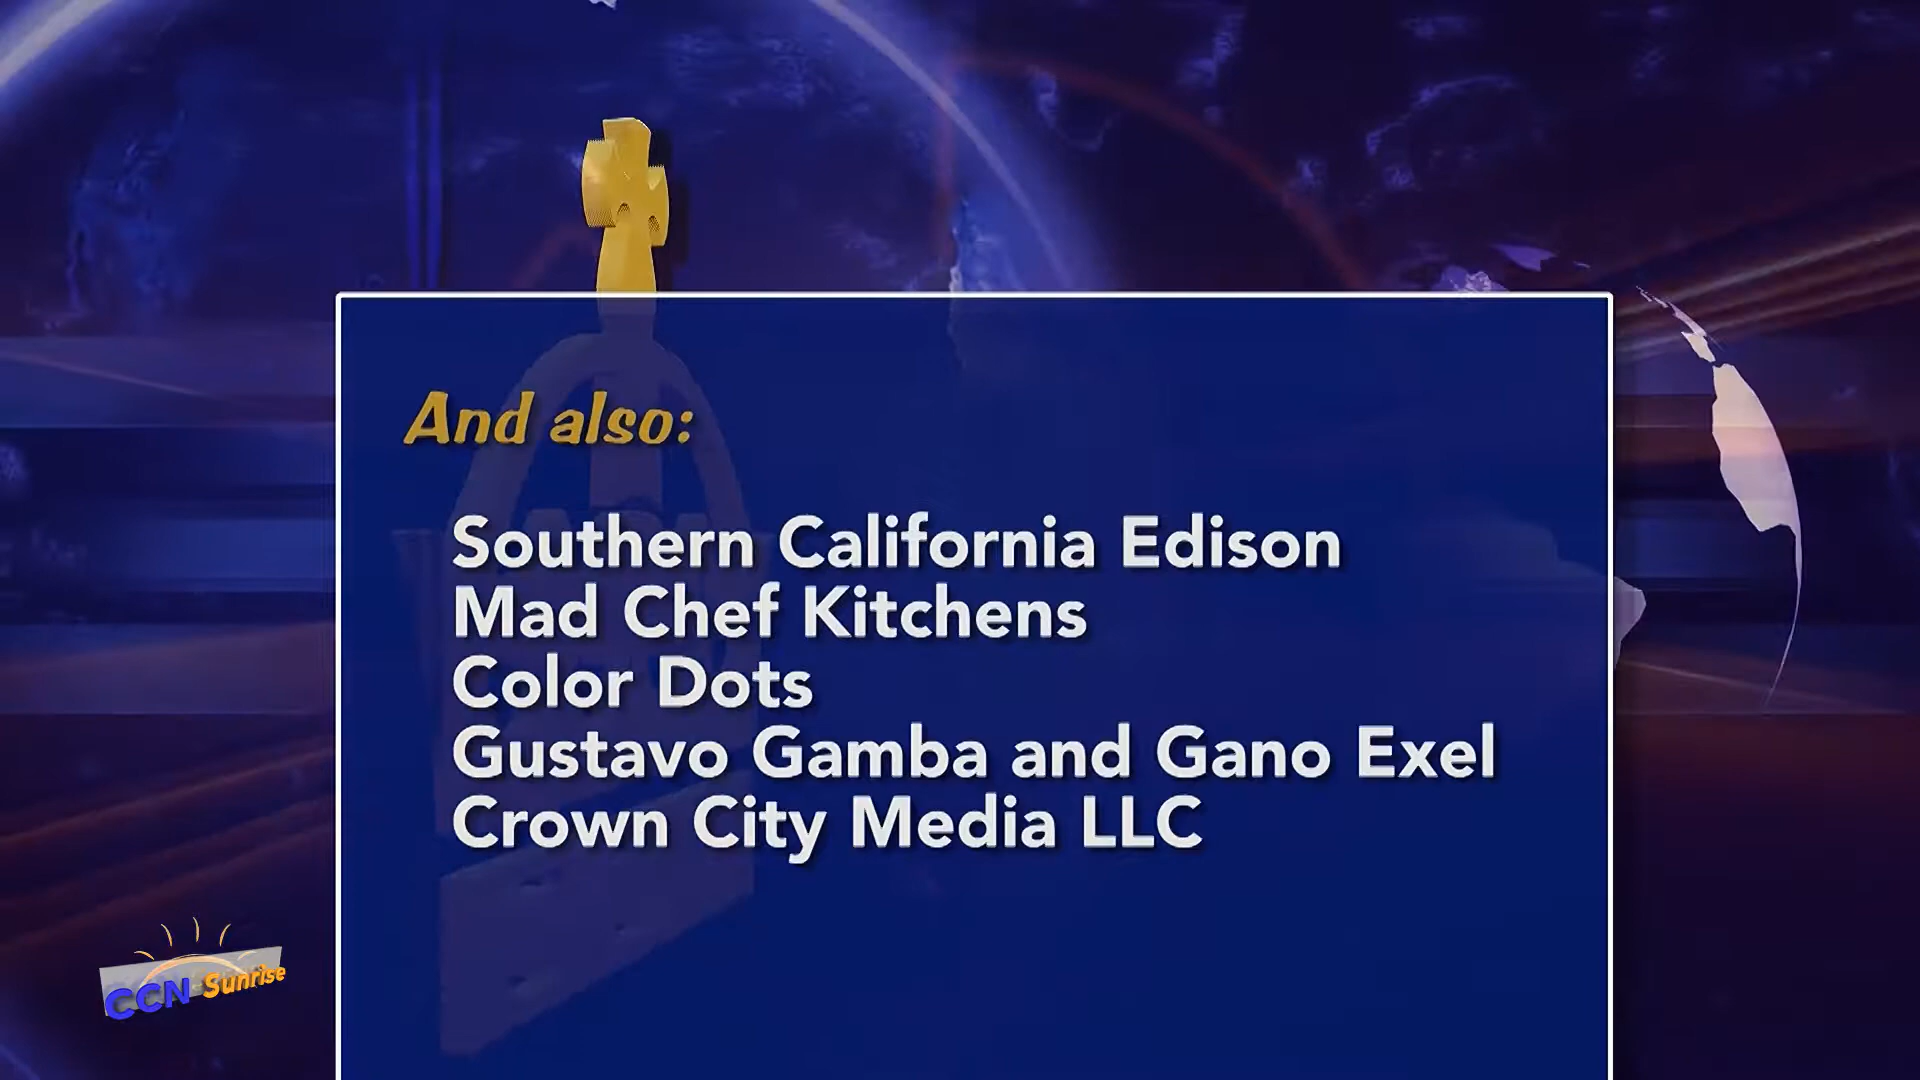 And also:
Southern California Edison
Mad Chef Kitchens
Color Dots
Gustavo Gamba and Gano Exel
Crown City Media LLC
CCN Sunrise